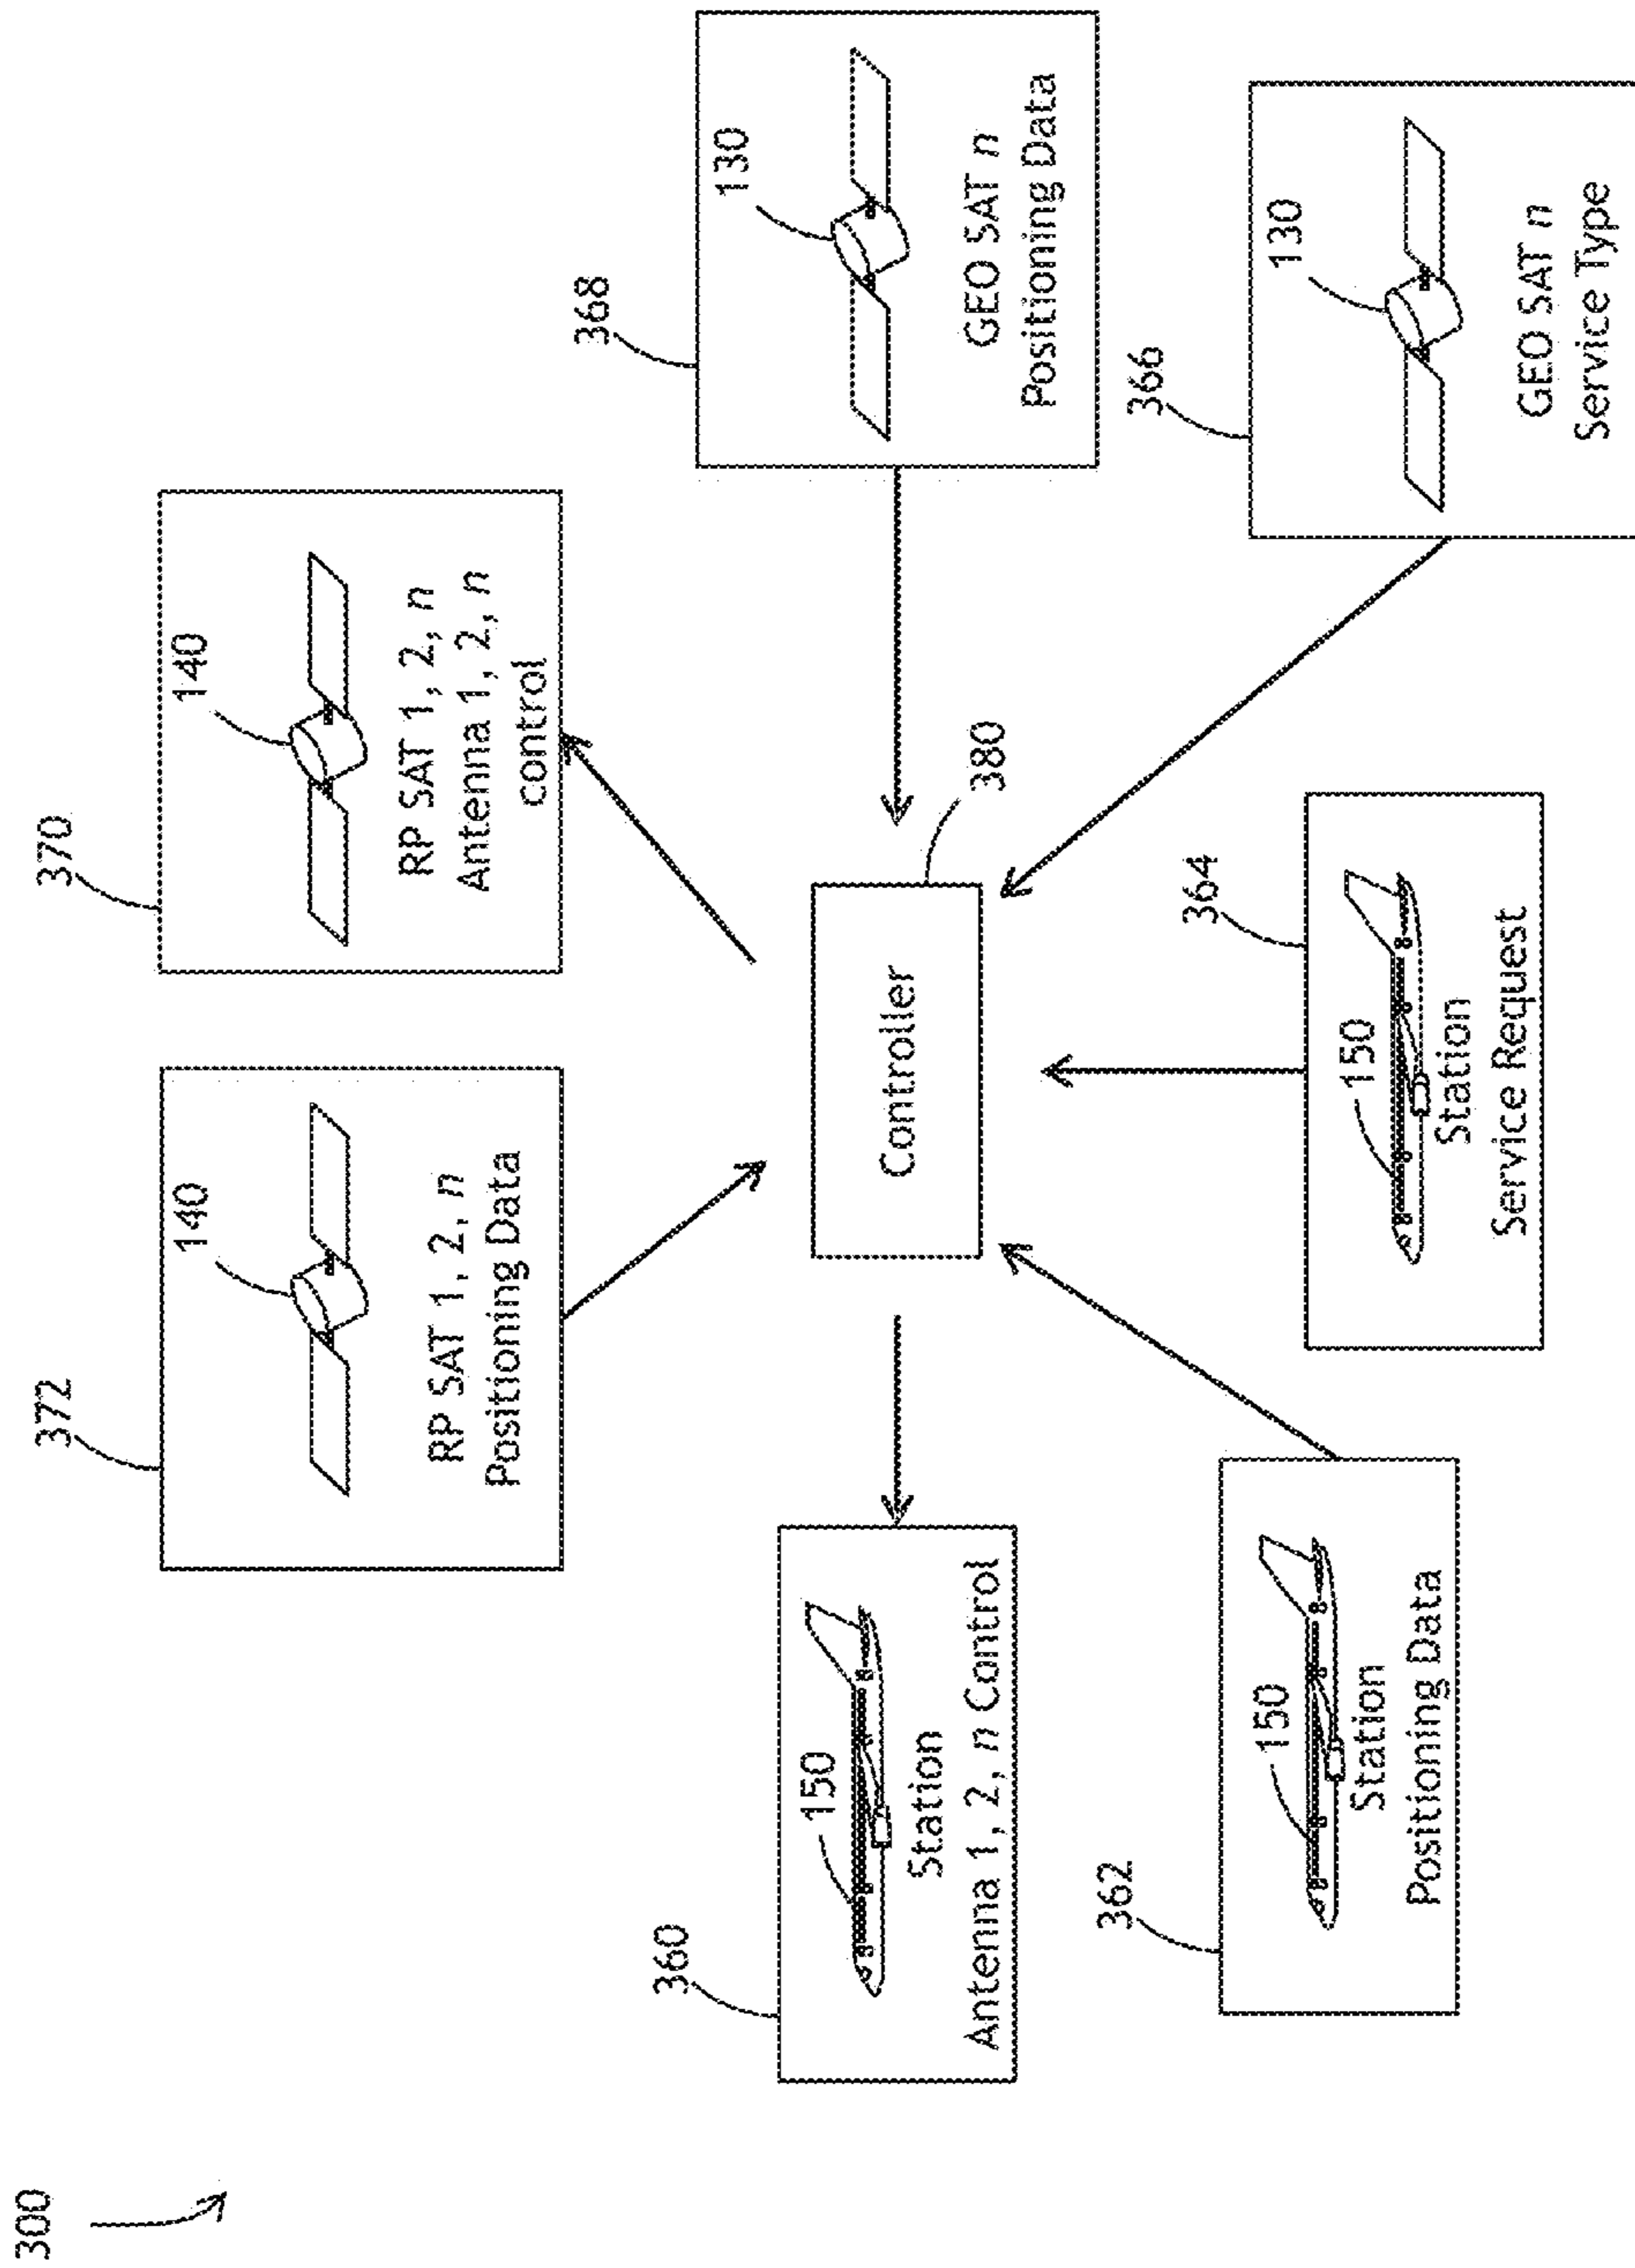 300
372
140
RP SAT 1, 2, n
Positioning Data
370
140
RP SAT 1, 2, n
Antenna 1, 2, n
control
360
150
Station
Antenna 1, 2, n Control
Controller
380
368
130
GEO SAT n
Positioning Data
362
150
Station
Positioning Data
364
150
Station
Service Request
366
130
GEO SAT n
Service Type